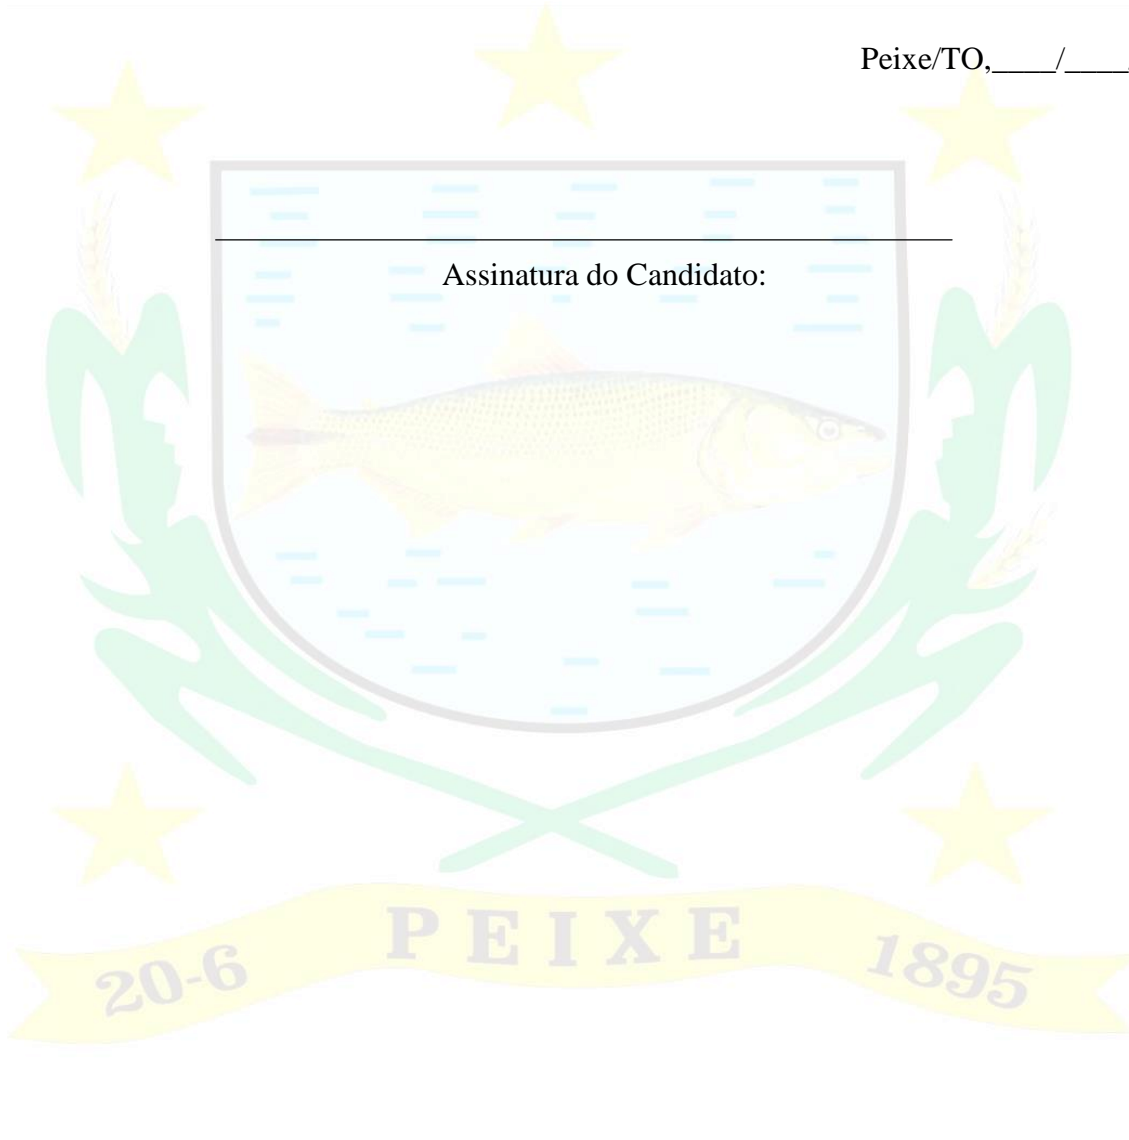 Peixe/TO,____/____
Assinatura do Candidato:
PEIXE
20-6
1895